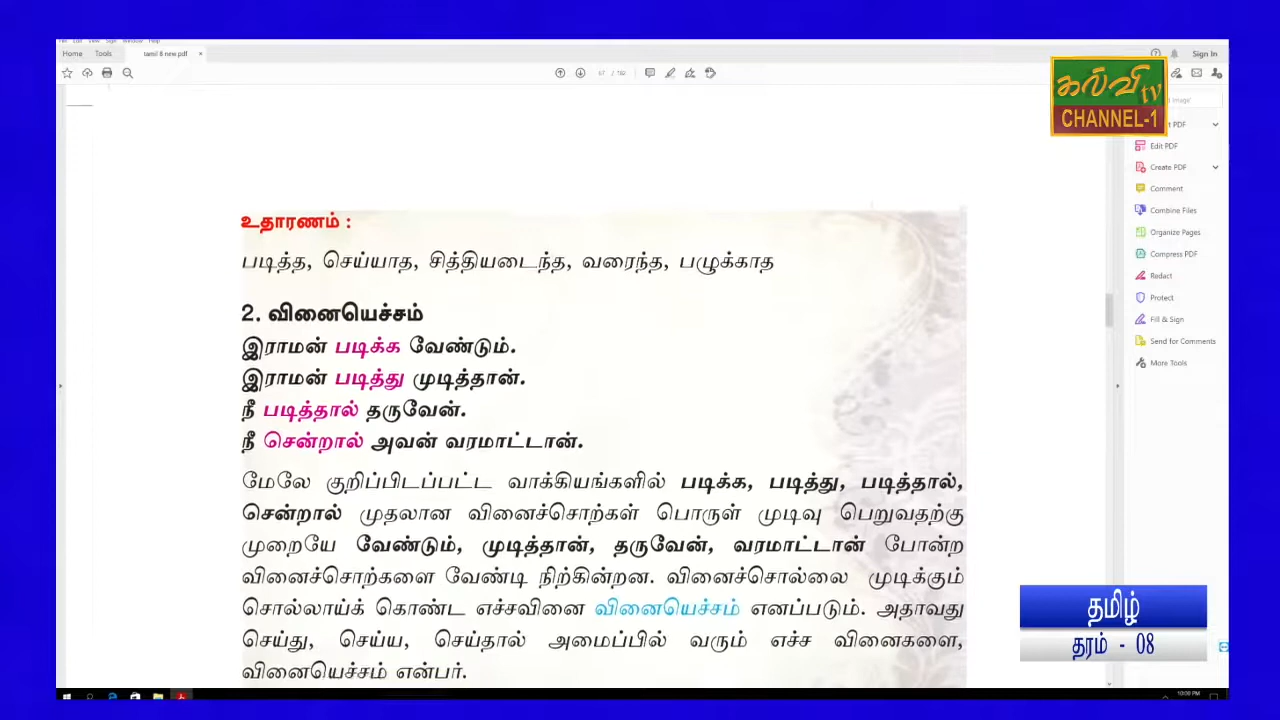 Home Tools tamil 8 new.pdf × Sign In
கல்வி tv
CHANNEL-1
Edit PDF
Create PDF
Comment
Combine Files
Organize Pages
Compress PDF
Redact
Protect
Fill & Sign
Send for Comments
More Tools
உதாரணம் :
படித்த, செய்யாத, சித்தியடைந்த, வரைந்த, பழுக்காத
2. வினையெச்சம்
இராமன் படிக்க வேண்டும்.
இராமன் படித்து முடித்தான்.
நீ படித்தால் தருவேன்.
நீ சென்றால் அவன் வரமாட்டான்.
மேலே குறிப்பிடப்பட்ட வாக்கியங்களில் படிக்க, படித்து, படித்தால்,
சென்றால் முதலான வினைச்சொற்கள் பொருள் முடிவு பெறுவதற்கு
முறையே வேண்டும், முடித்தான், தருவேன், வரமாட்டான் போன்ற
வினைச்சொற்களை வேண்டி நிற்கின்றன. வினைச்சொல்லை முடிக்கும்
சொல்லாய்க் கொண்ட எச்சவினை வினையெச்சம் எனப்படும். அதாவது
செய்து, செய்ய, செய்தால் அமைப்பில் வரும் எச்ச வினைகளை,
வினையெச்சம் என்பர்.
தமிழ்
தரம் - 08